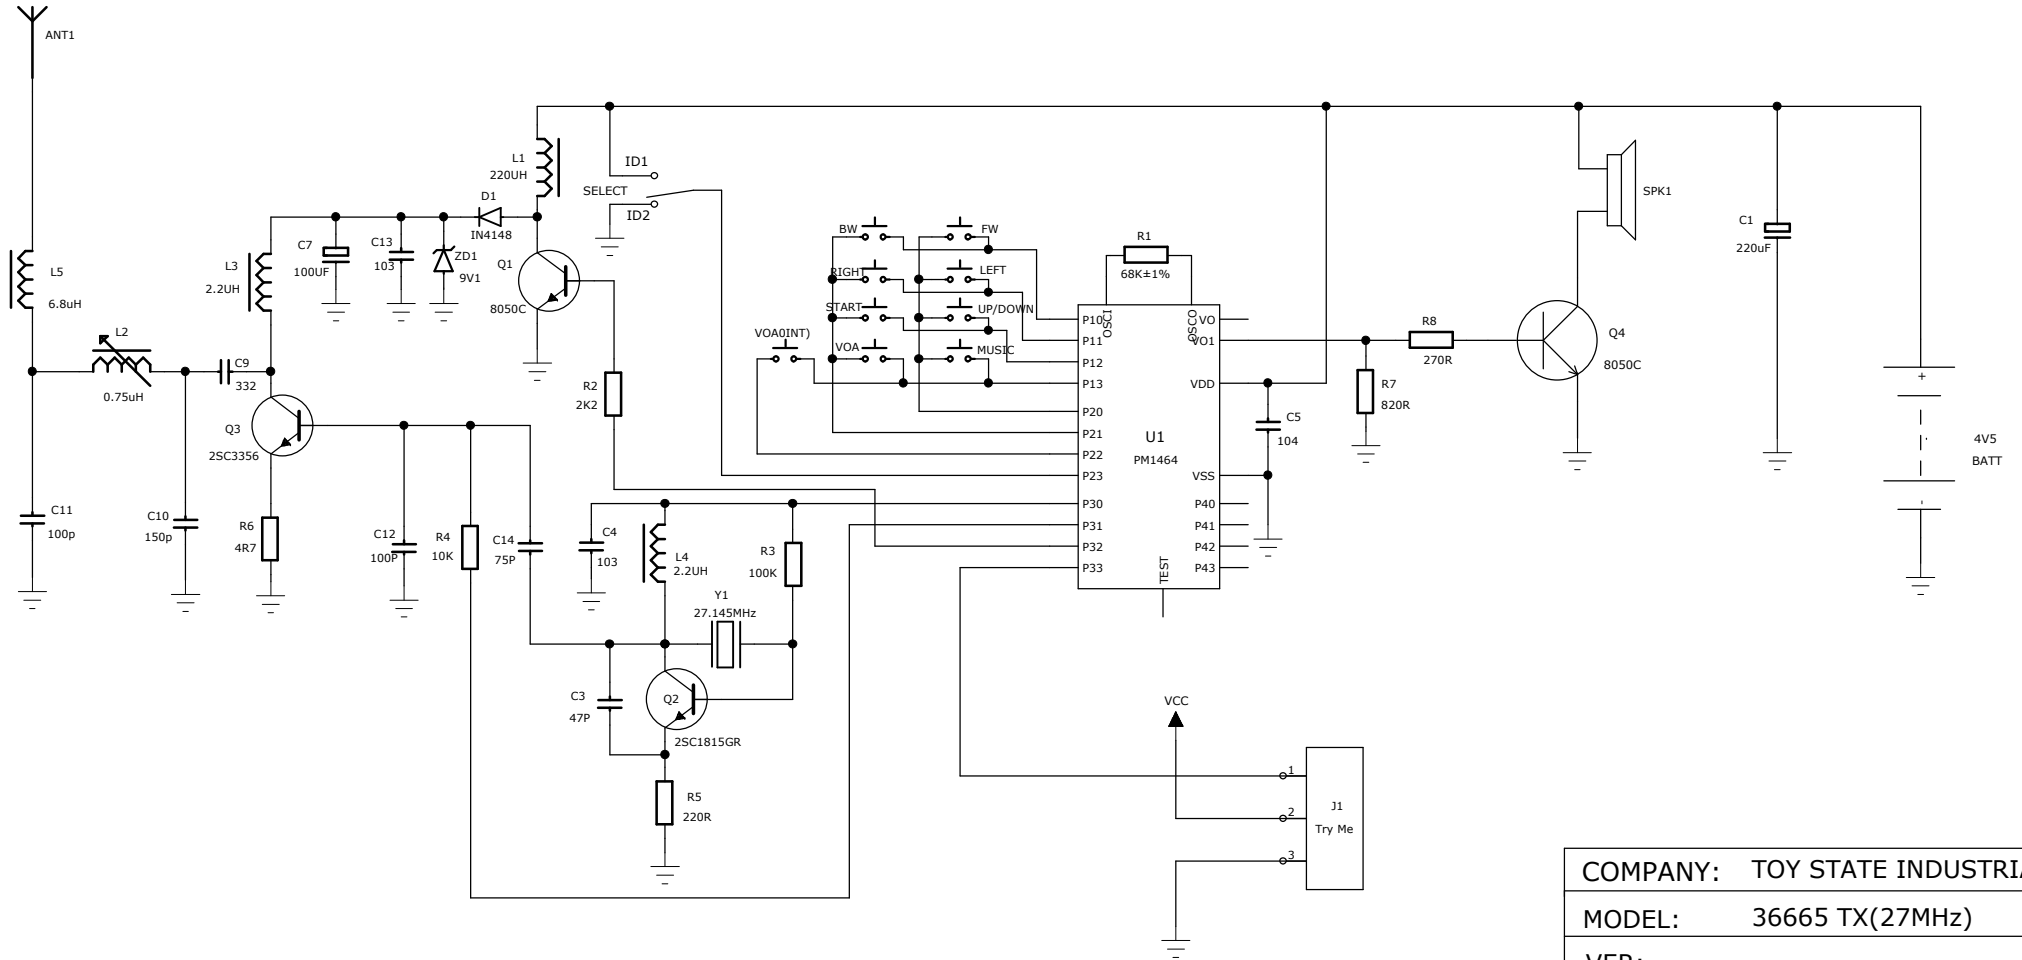 ANT1
L5
6.8uH
L2
0.75uH
C11
100p
C10
150p
C9
332
L3
2.2UH
Q3
2SC3356
R6
4R7
C7
100UF
C13
103
ZD1
9V1
D1
IN4148
L1
220UH
Q1
8050C
ID1
SELECT
ID2
R2
2K2
C12
100P
R4
10K
C14
75P
C4
103
L4
2.2UH
R3
100K
Y1
27.145MHz
C3
47P
Q2
2SC1815GR
R5
220R
BW
FW
RIGHT
LEFT
START
UP/DOWN
VOA0INT)
VOA
MUSIC
R1
68K±1%
OSCI
OSCO
P10
P11
P12
P13
P20
P21
P22
P23
P30
P31
P32
P33
U1
PM1464
VO
VO1
VDD
VSS
P40
P41
P42
P43
TEST
C5
104
R7
820R
R8
270R
Q4
8050C
SPK1
C1
220uF
+
4V5
BATT
VCC
1
2
3
J1
Try Me
COMPANY: TOY STATE INDUSTRIA
MODEL: 36665 TX(27MHz)